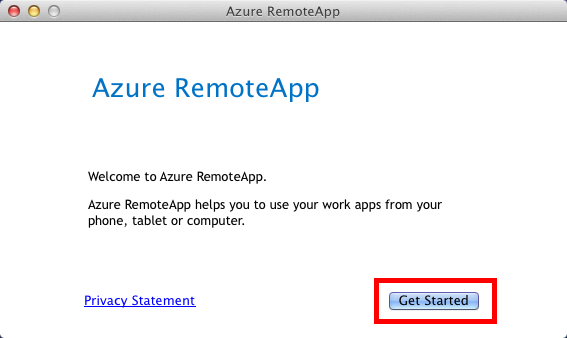 Azure RemoteApp
Azure RemoteApp
Welcome to Azure RemoteApp.
Azure RemoteApp helps you to use your work apps from your
phone, tablet or computer.
Privacy Statement
Get Started